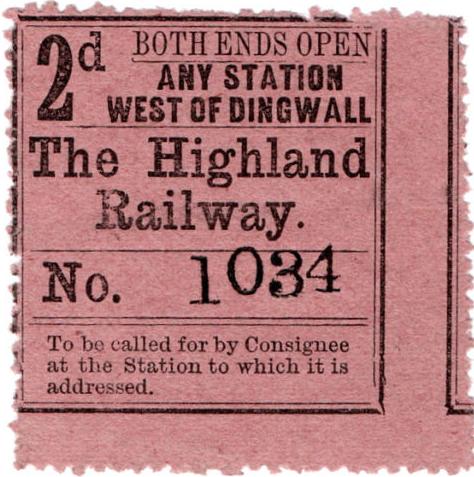 2d BOTH ENDS OPEN
ANY STATION
WEST OF DINGWALL
The Highland
Railway.
No. 1034
To be called for by Consignee
at the Station to which it is
addressed.